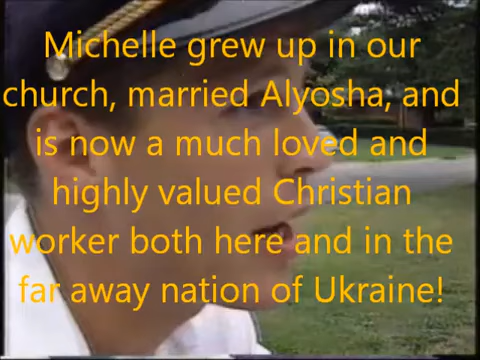 Michelle grew up in our
church, married Alyosha, and
is now a much loved and
highly valued Christian
worker both here and in the
far away nation of Ukraine!